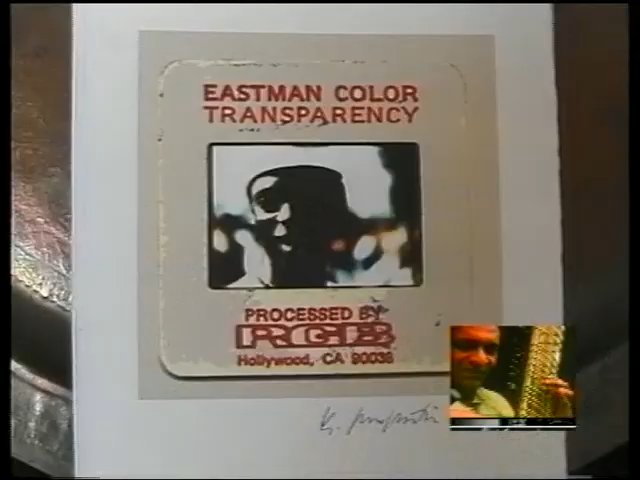 EASTMAN COLOR
TRANSPARENCY
PROCESSED BY
RGB
Hollywood, CA 90038